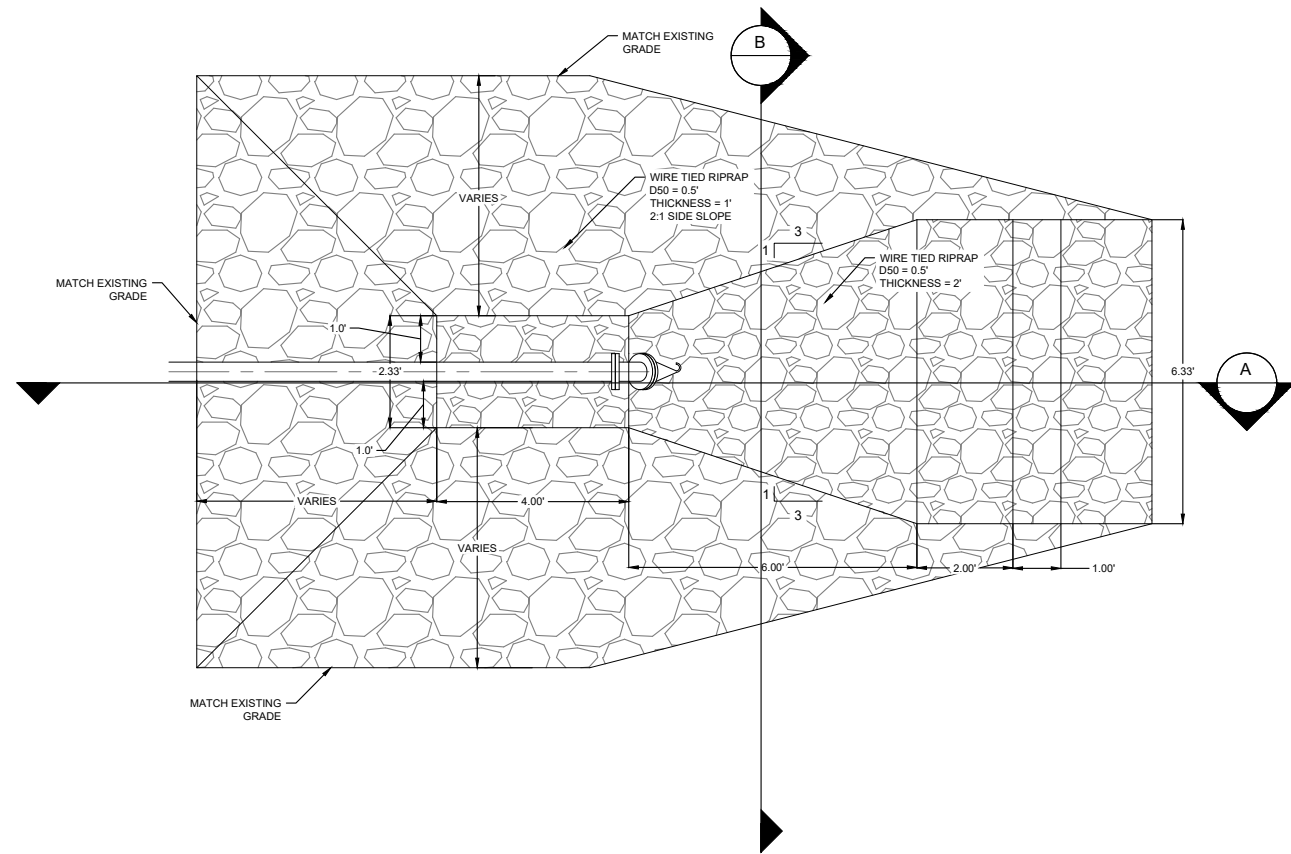 MATCH EXISTING
GRADE
B
WIRE TIED RIPRAP
D50 = 0.5'
THICKNESS = 1'
2:1 SIDE SLOPE
VARIES
3
1
WIRE TIED RIPRAP
D50 = 0.5'
THICKNESS = 2'
MATCH EXISTING
GRADE
1.0'
2.33'
6.33'
A
1.0'
VARIES
4.00'
1
3
VARIES
6.00'
2.00'
1.00'
MATCH EXISTING
GRADE